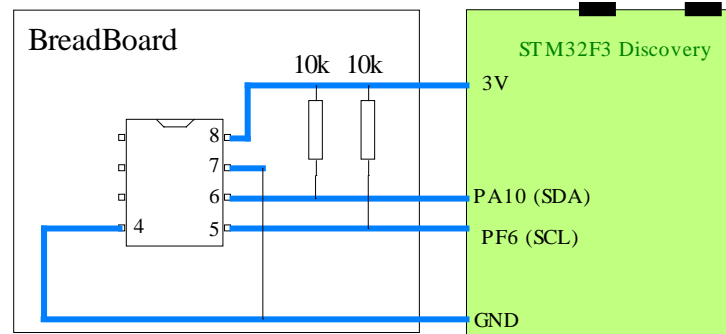 BreadBoard
STM32F3 Discovery
10k 10k
3V
8
7
6
PA10 (SDA)
4
5
PF6 (SCL)
GND